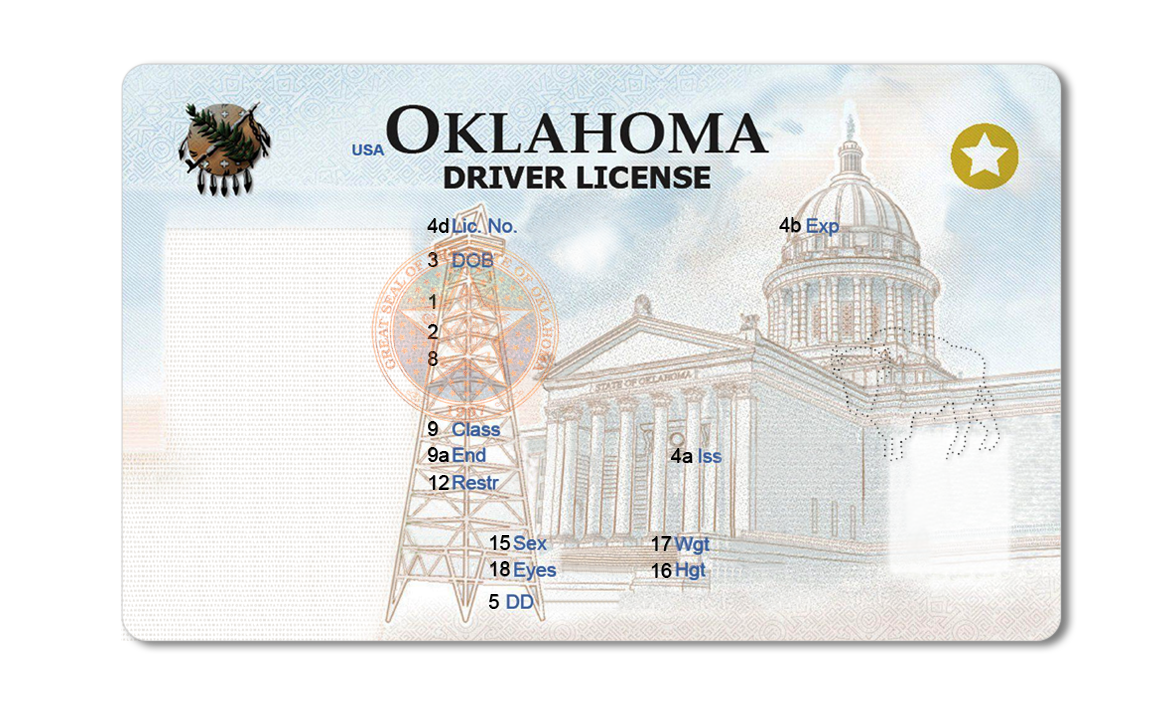 USA OKLAHOMA
DRIVER LICENSE
4d Lic. No.
4b Exp
3 DOB
GREAT SEAL OF THE STATE OF OKLAHOMA
1
2
8
STATE OF OKLAHOMA
1907
9 Class
9a End
4a Iss
12 Restr
15 Sex
17 Wgt
18 Eyes
16 Hgt
5 DD